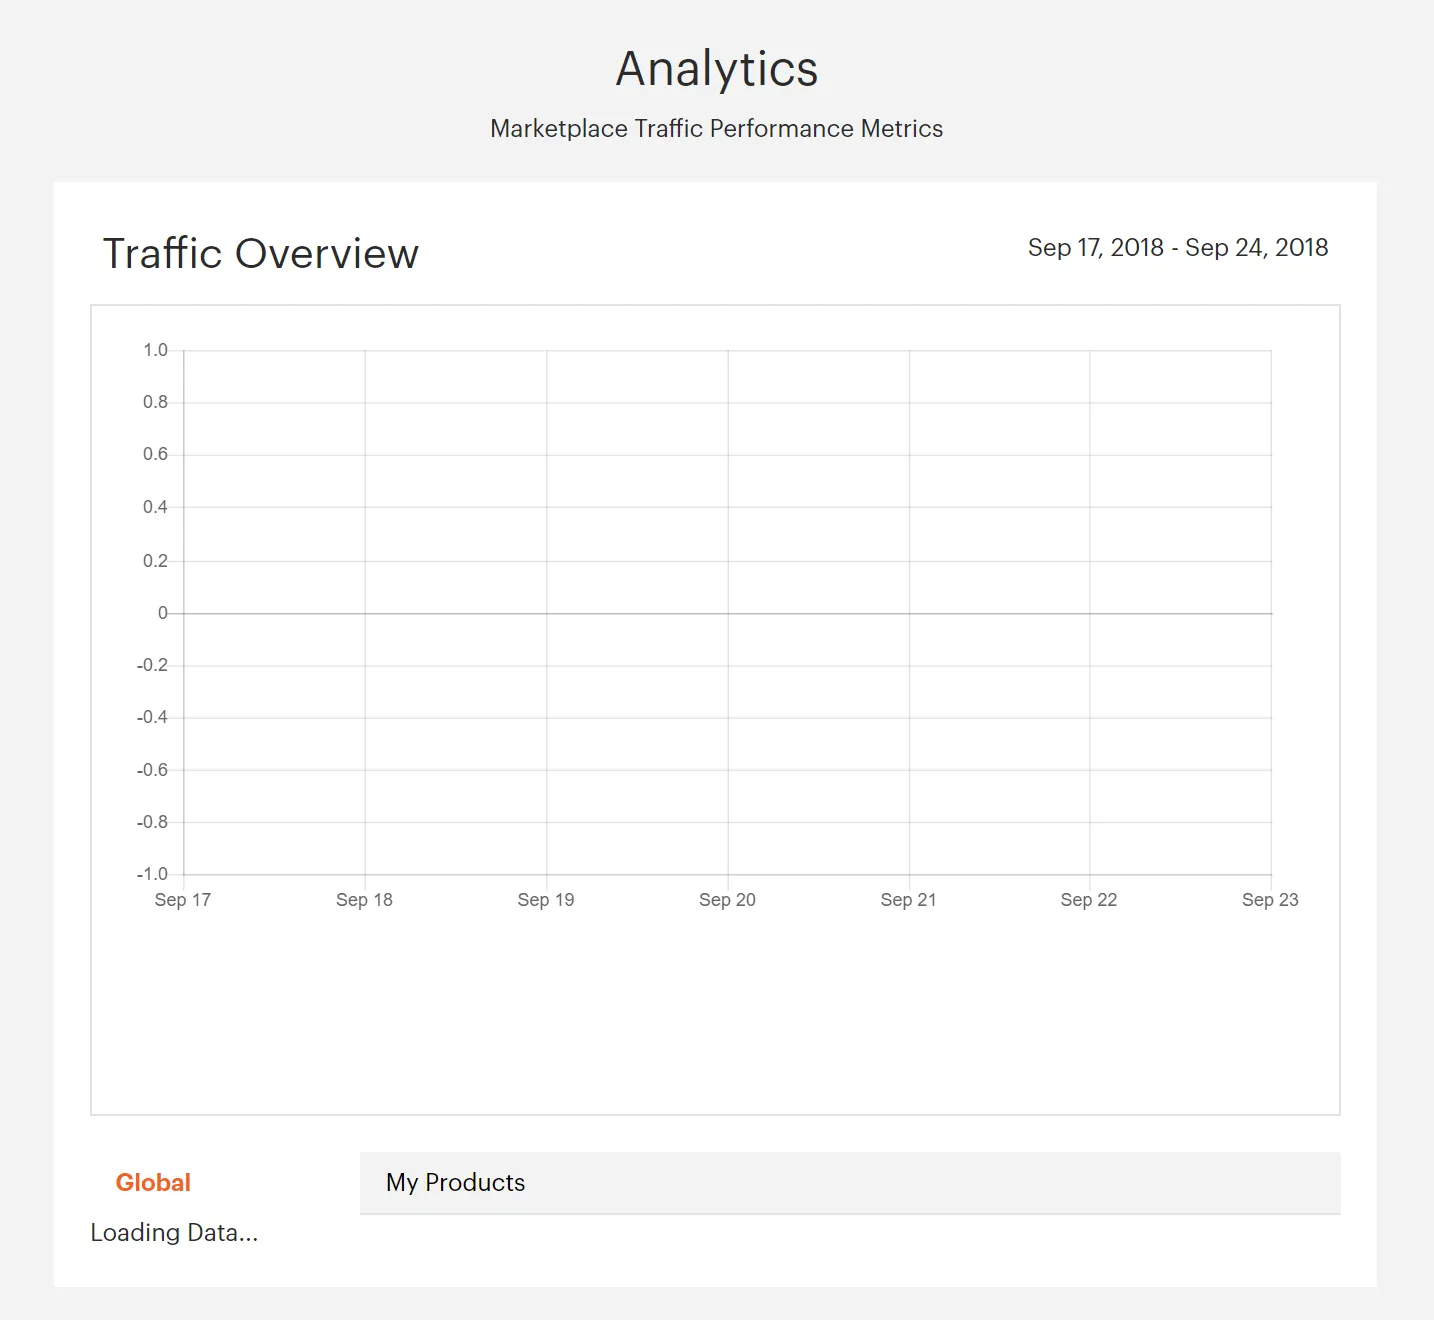 Analytics
Marketplace Traffic Performance Metrics
Traffic Overview
Sep 17, 2018 - Sep 24, 2018
1.0
0.8
0.6
0.4
0.2
0
-0.2
-0.4
-0.6
-0.8
-1.0
Sep 17 Sep 18 Sep 19 Sep 20 Sep 21 Sep 22 Sep 23
Global My Products
Loading Data...